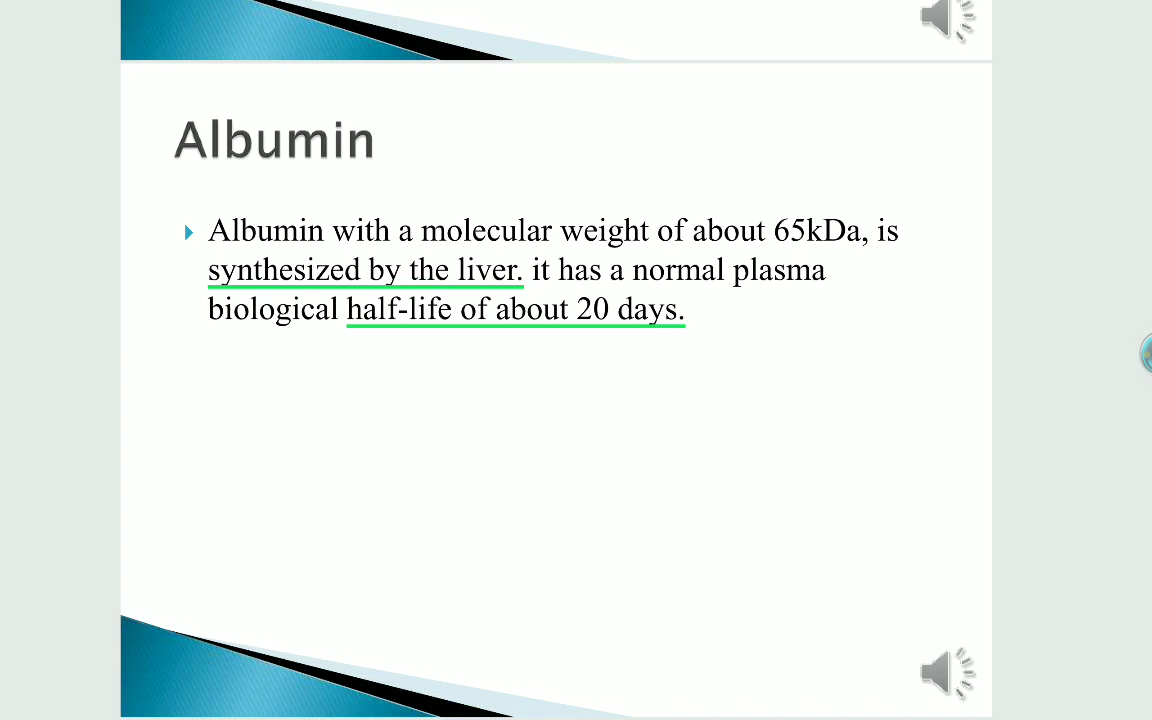 Albumin
Albumin with a molecular weight of about 65kDa, is
synthesized by the liver. it has a normal plasma
biological half-life of about 20 days.